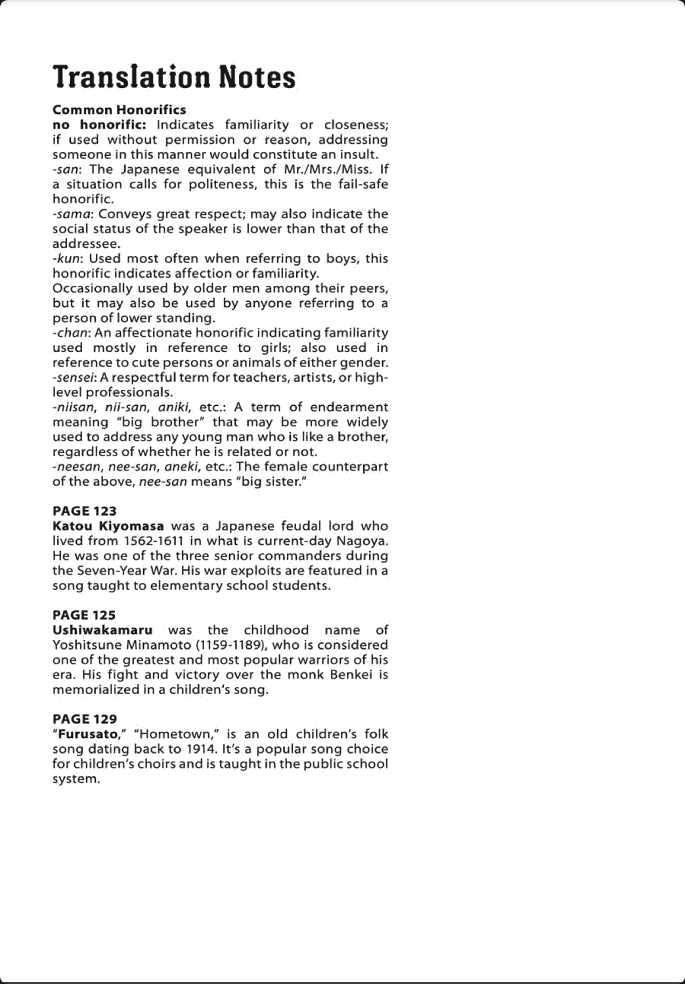 Translation Notes
Common Honorifics
no honorific: Indicates familiarity or closeness;
if used without permission or reason, addressing
someone in this manner would constitute an insult.
-san: The Japanese equivalent of Mr./Mrs./Miss. If
a situation calls for politeness, this is the fail-safe
honorific.
-sama: Conveys great respect; may also indicate the
social status of the speaker is lower than that of the
addressee.
-kun: Used most often when referring to boys, this
honorific indicates affection or familiarity.
Occasionally used by older men among their peers,
but it may also be used by anyone referring to a
person of lower standing.
-chan: An affectionate honorific indicating familiarity
used mostly in reference to girls; also used in
reference to cute persons or animals of either gender.
-sensei: A respectful term for teachers, artists, or high-
level professionals.
-niisan, nii-san, aniki, etc.: A term of endearment
meaning “big brother” that may be more widely
used to address any young man who is like a brother,
regardless of whether he is related or not.
-neesan, nee-san, aneki, etc.: The female counterpart
of the above, nee-san means “big sister.”
PAGE 123
Katou Kiyomasa was a Japanese feudal lord who
lived from 1562-1611 in what is current-day Nagoya.
He was one of the three senior commanders during
the Seven-Year War. His war exploits are featured in a
song taught to elementary school students.
PAGE 125
Ushiwakamaru was the childhood name of
Yoshitsune Minamoto (1159-1189), who is considered
one of the greatest and most popular warriors of his
era. His fight and victory over the monk Benkei is
memorialized in a children’s song.
PAGE 129
“Furusato,” “Hometown,” is an old children’s folk
song dating back to 1914. It’s a popular song choice
for children’s choirs and is taught in the public school
system.